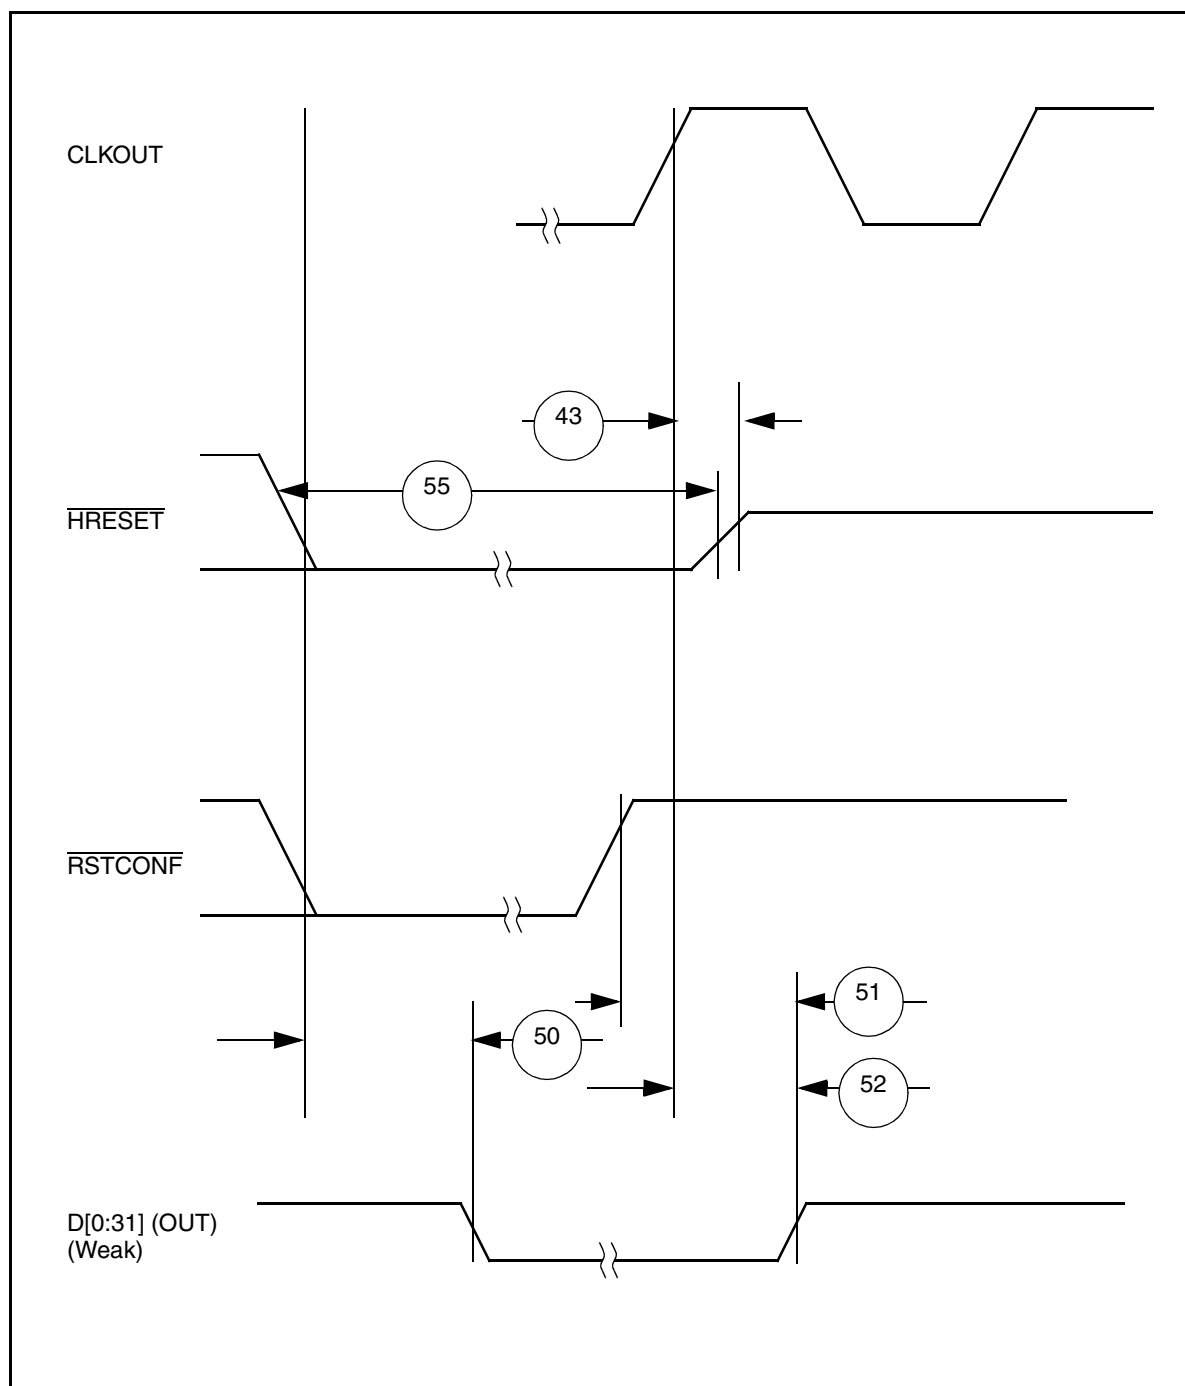 CLKOUT
43
55
HRESET
RSTCONF
51
50
52
D[0:31] (OUT)
(Weak)